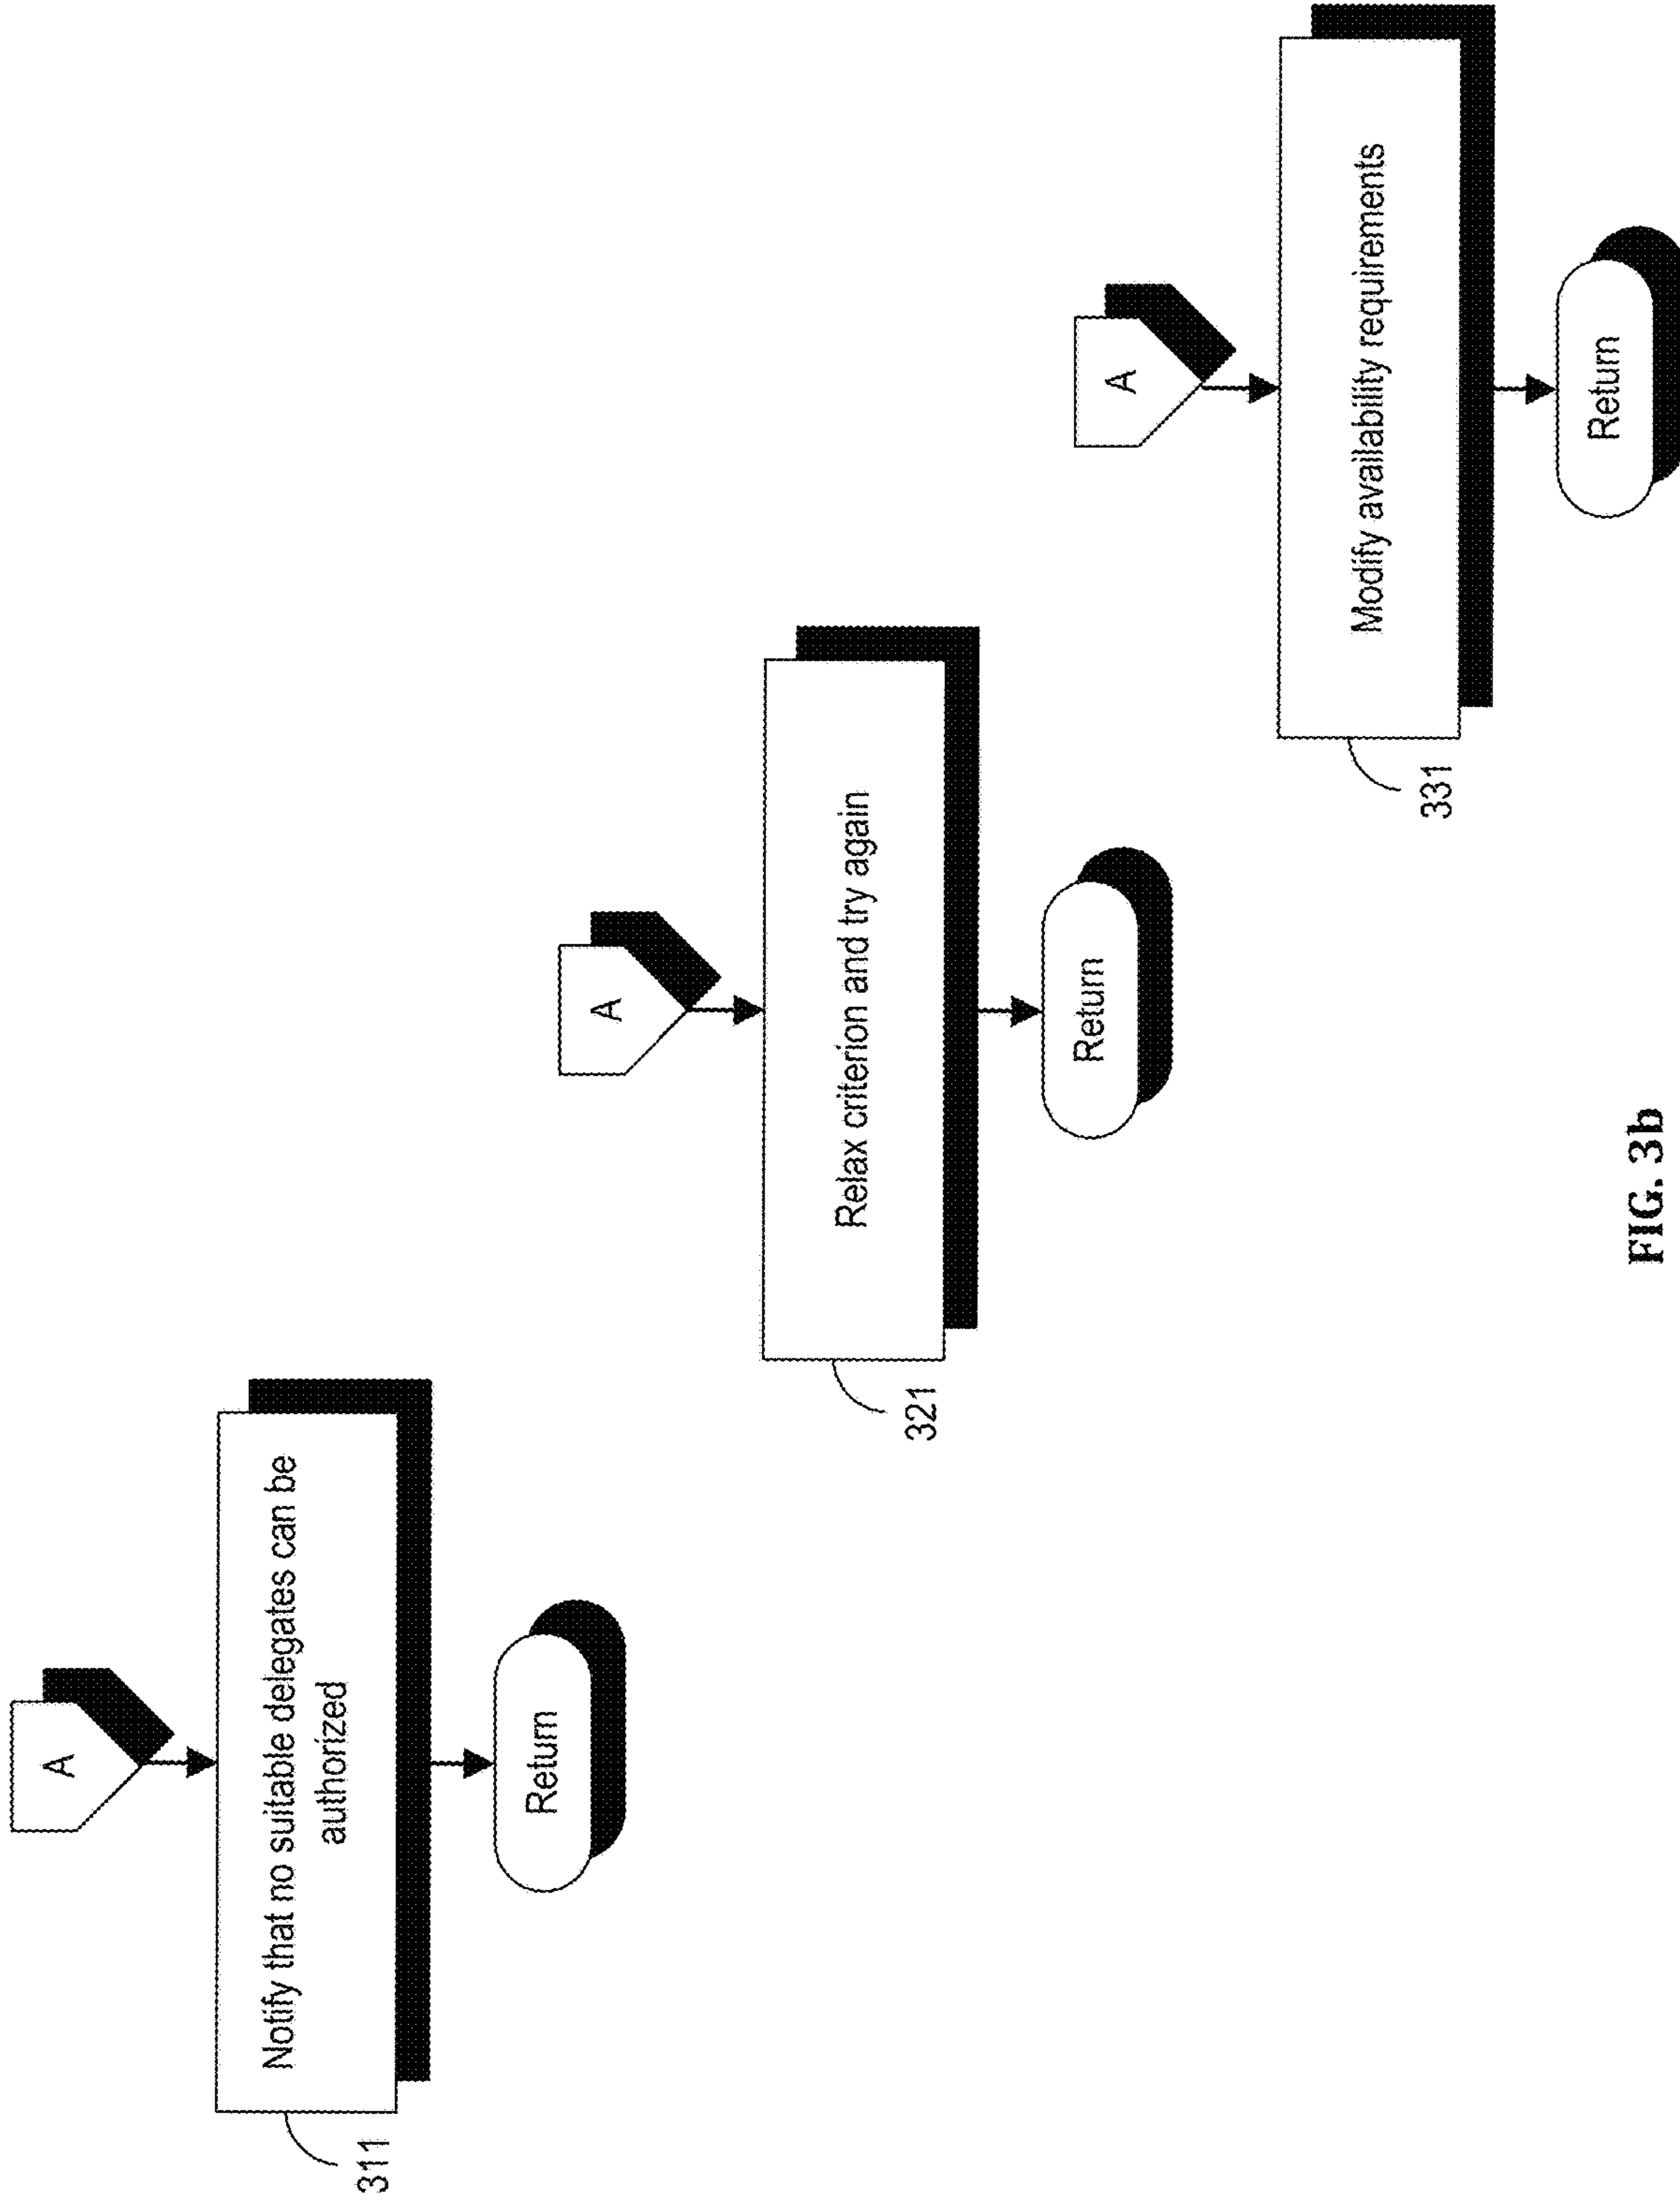 A
Notify that no suitable delegates can be
authorized
311
Return
A
Relax criterion and try again
321
Return
A
Modify availability requirements
331
Return
FIG. 3b